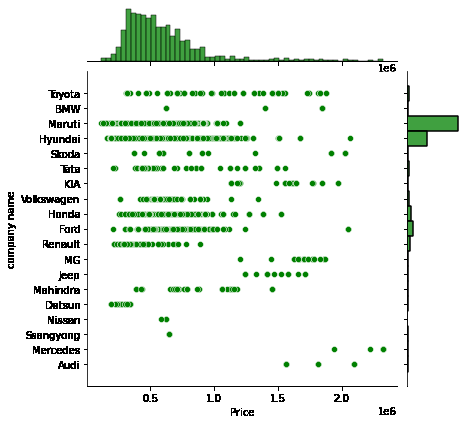 1e6
Toyota
BMW
Maruti
Hyundai
Skoda
Tata
KIA
Volkswagen
Honda
Ford
Renault
MG
Jeep
Mahindra
Datsun
Nissan
Ssangyong
Mercedes
Audi
company name
0.5 1.0 1.5 2.0
Price
1e6